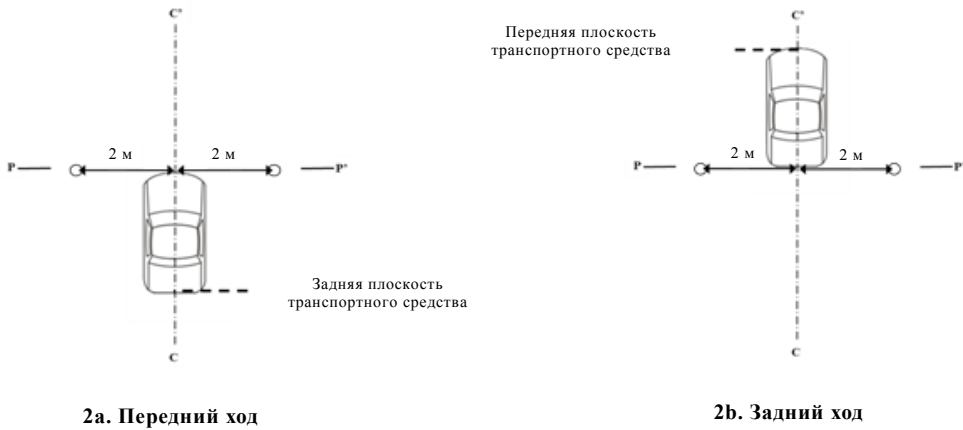 C'
P
2 м
2 м
P'
Задняя плоскость
транспортного средства
C
2a. Передний ход
C'
Передняя плоскость
транспортного средства
P
2 м
2 м
P'
C
2b. Задний ход